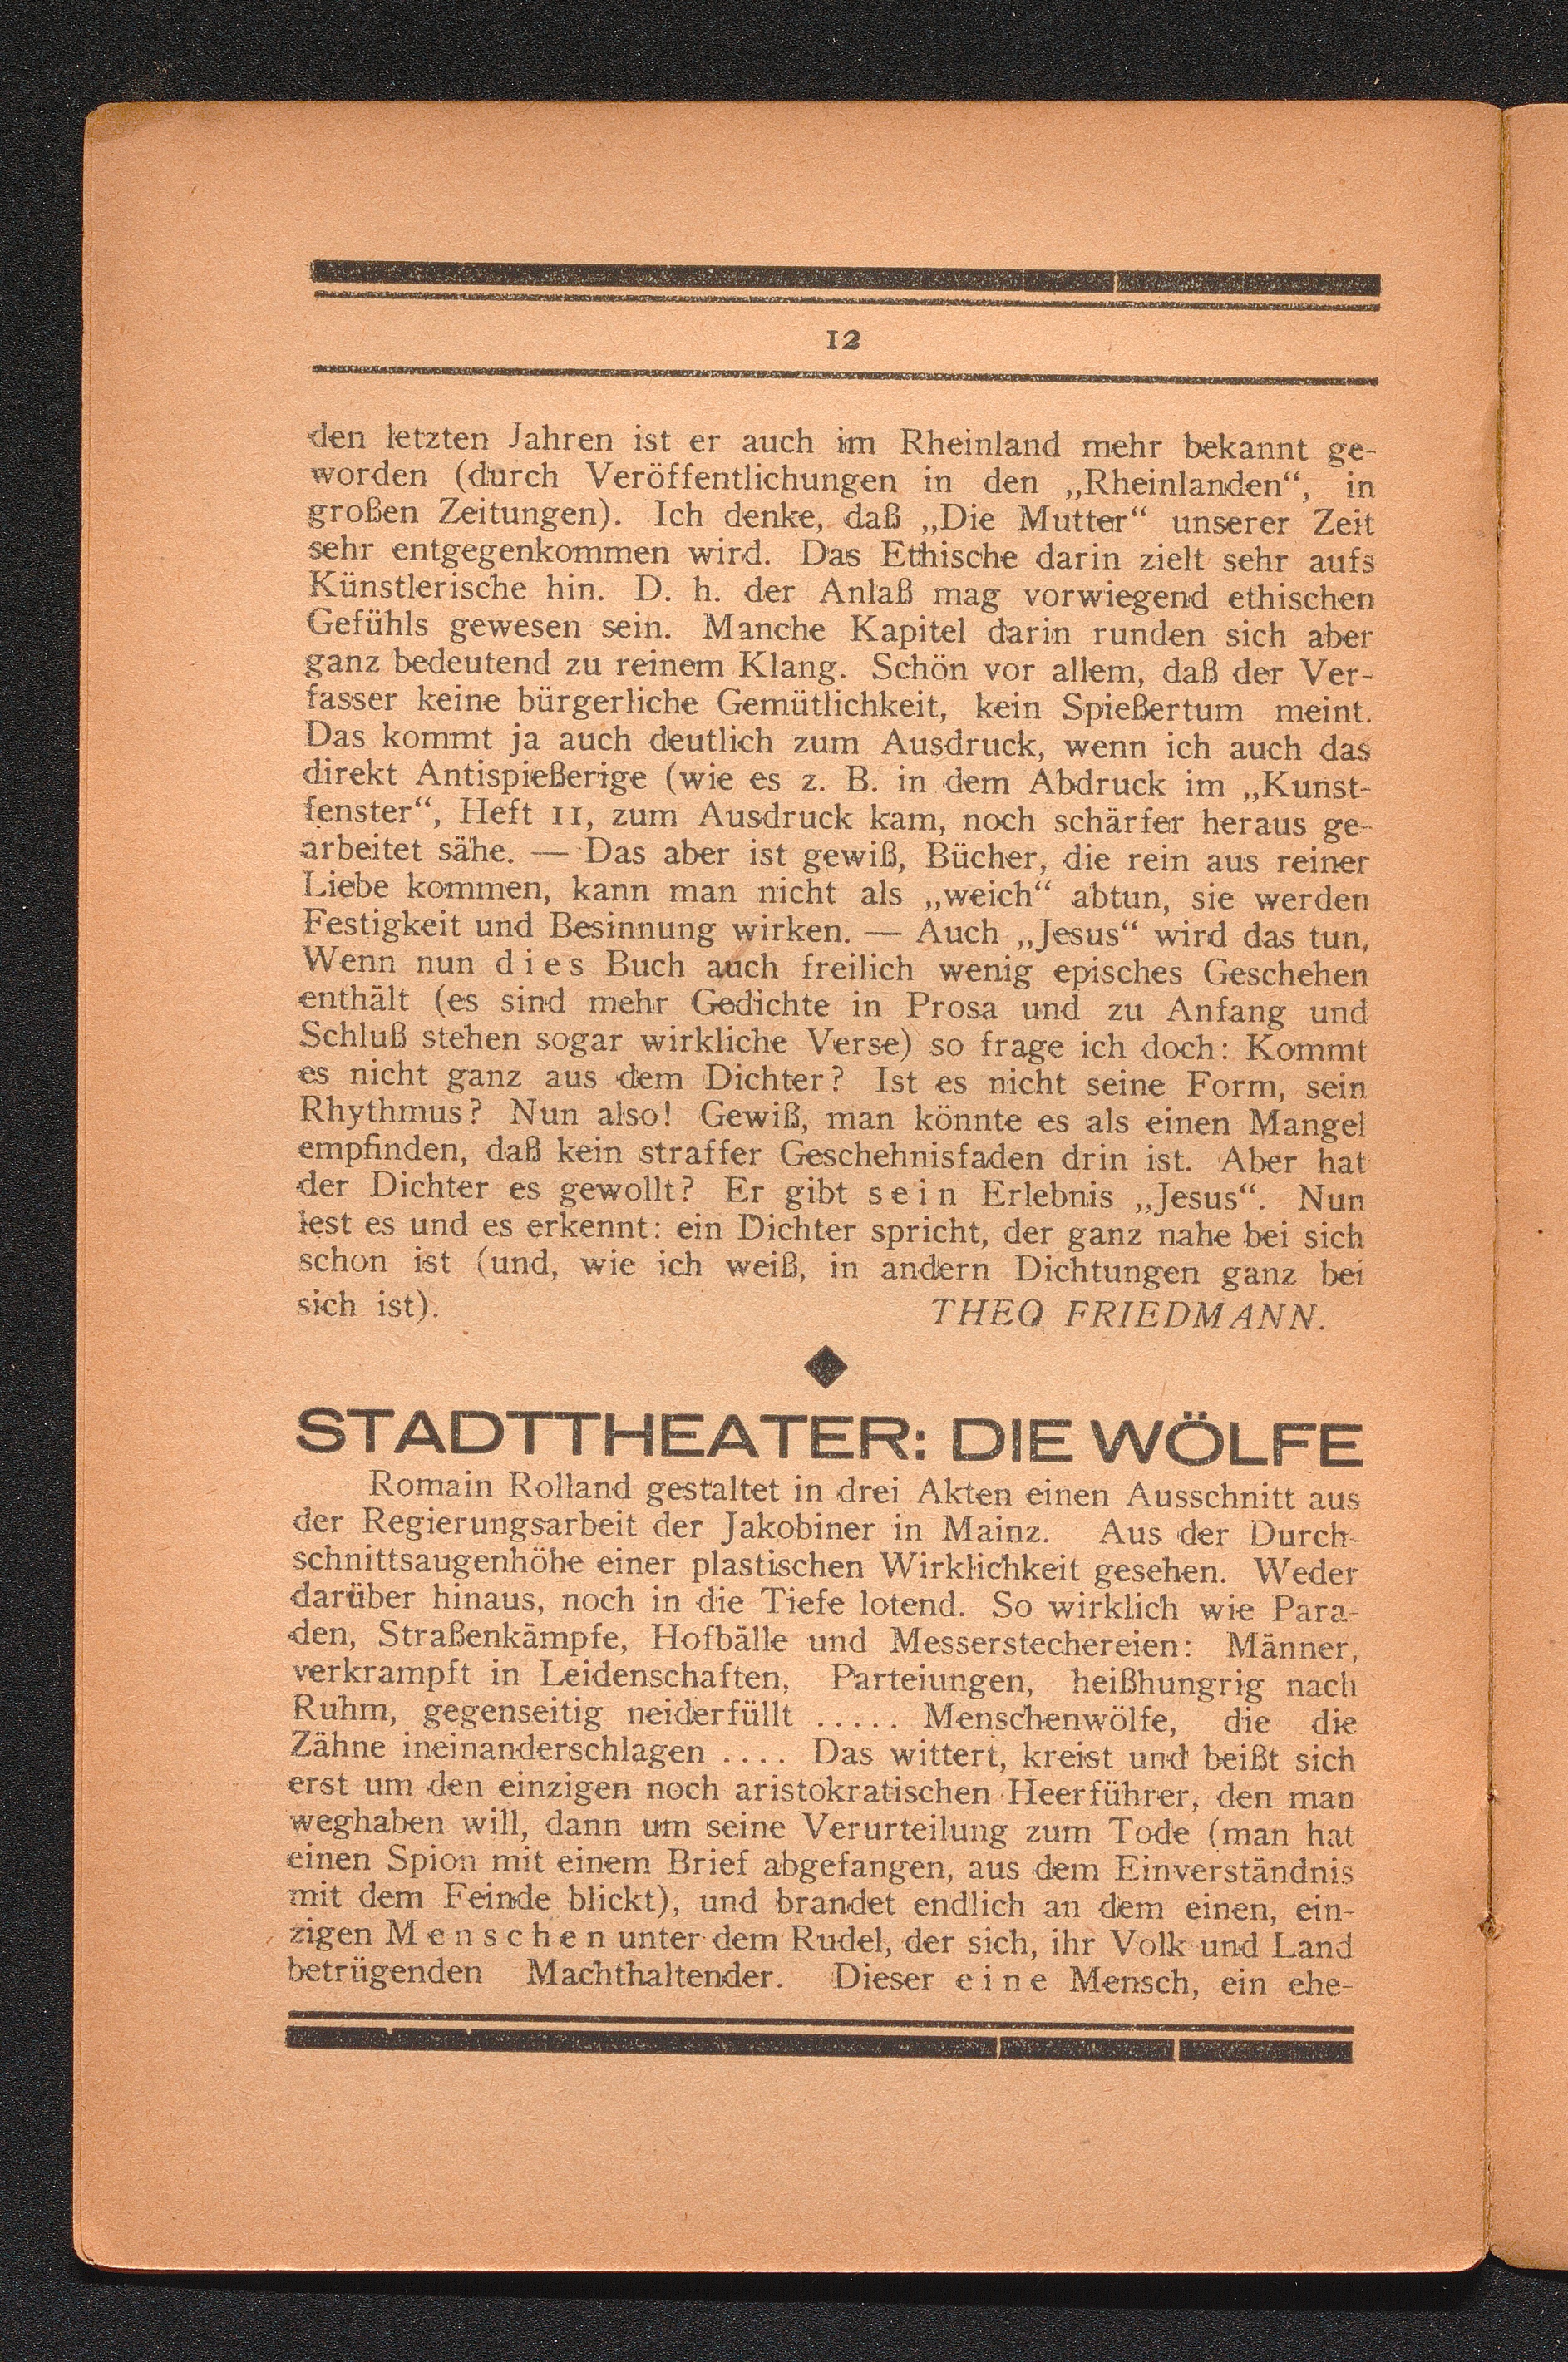 12
den letzten Jahren ist er auch im Rheinland mehr bekannt ge-
worden (durch Veröffentlichungen in den „Rheinlanden“, in
großen Zeitungen). Ich denke, daß „Die Mutter“ unserer Zeit
sehr entgegenkommen wird. Das Ethische darin zielt sehr aufs
Künstlerische hin. D. h. der Anlaß mag vorwiegend ethischen
Gefühls gewesen sein. Manche Kapitel darin runden sich aber
ganz bedeutend zu reinem Klang. Schön vor allem, daß der Ver-
fasser keine bürgerliche Gemütlichkeit, kein Spießertum meint.
Das kommt ja auch deutlich zum Ausdruck, wenn ich auch das
direkt Antispießerige (wie es z. B. in dem Abdruck im „Kunst-
fenster“, Heft 11, zum Ausdruck kam, noch schärfer heraus ge-
arbeitet sähe. — Das aber ist gewiß, Bücher, die rein aus reiner
Liebe kommen, kann man nicht als „weich“ abtun, sie werden
Festigkeit und Besinnung wirken. — Auch „Jesus“ wird das tun,
Wenn nun dies Buch auch freilich wenig episches Geschehen
enthält (es sind mehr Gedichte in Prosa und zu Anfang und
Schluß stehen sogar wirkliche Verse) so frage ich doch: Kommt
es nicht ganz aus dem Dichter? Ist es nicht seine Form, sein
Rhythmus? Nun also! Gewiß, man könnte es als einen Mangel
empfinden, daß kein straffer Geschehnisfaden drin ist. Aber hat
der Dichter es gewollt? Er gibt sein Erlebnis „Jesus“. Nun
lest es und es erkennt: ein Dichter spricht, der ganz nahe bei sich
schon ist (und, wie ich weiß, in andern Dichtungen ganz bei
sich ist). THEO FRIEDMANN.
STADTTHEATER: DIE WÖLFE
Romain Rolland gestaltet in drei Akten einen Ausschnitt aus
der Regierungsarbeit der Jakobiner in Mainz. Aus der Durch-
schnittsaugenhöhe einer plastischen Wirklichkeit gesehen. Weder
darüber hinaus, noch in die Tiefe lotend. So wirklich wie Para-
den, Straßenkämpfe, Hofbälle und Messerstechereien: Männer,
verkrampft in Leidenschaften, Parteiungen, heißhungrig nach
Ruhm, gegenseitig neiderfüllt ..... Menschenwölfe, die die
Zähne ineinanderschlagen .... Das wittert, kreist und beißt sich
erst um den einzigen noch aristokratischen Heerführer, den man
weghaben will, dann um seine Verurteilung zum Tode (man hat
einen Spion mit einem Brief abgefangen, aus dem Einverständnis
mit dem Feinde blickt), und brandet endlich an dem einen, ein-
zigen Menschen unter dem Rudel, der sich, ihr Volk und Land
betrügenden Machthaltender. Dieser eine Mensch, ein ehe-